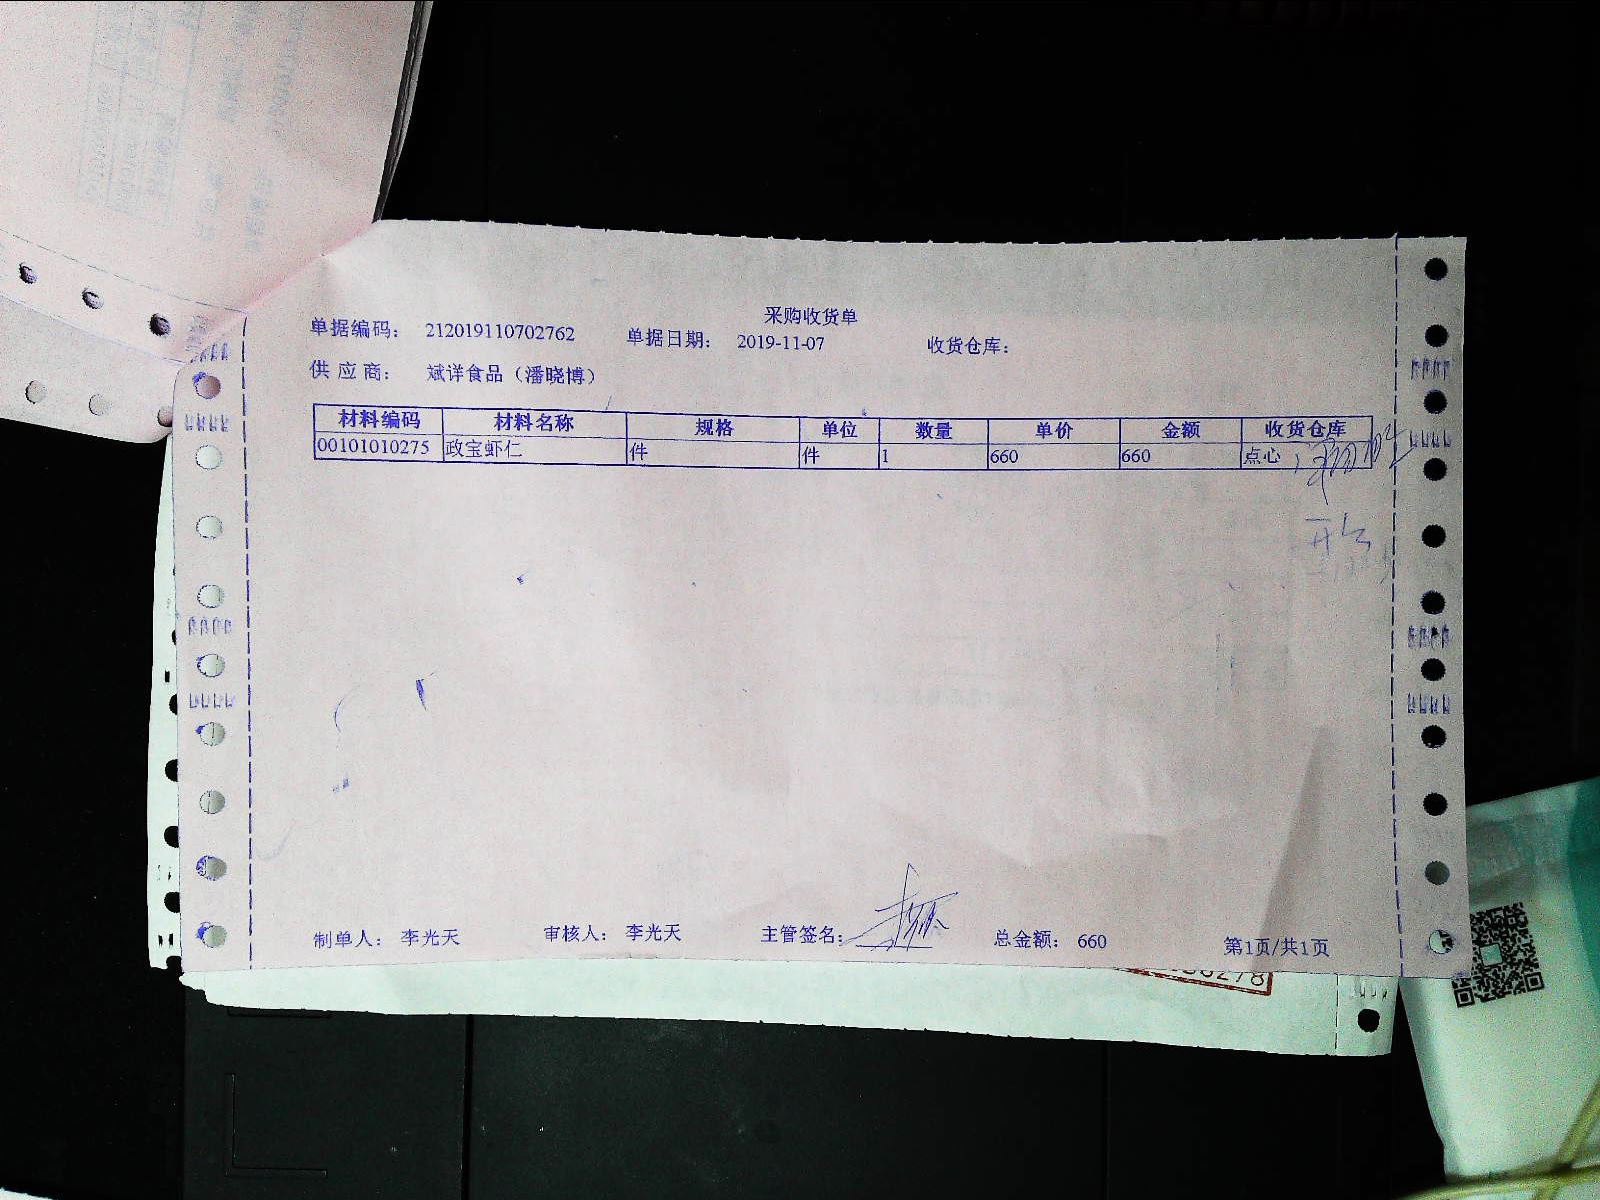 采购收货单
单据编码： 212019110702762 单据日期： 2019-11-07 收货仓库：
供 应 商： 斌详食品（潘晓博）
材料编码 材料名称 规格 单位 数量 单价 金额 收货仓库
00101010275 政宝虾仁 件 件 1 660 660 点心
制单人： 李光天 审核人： 李光天 主管签名： 总金额： 660 第1页/共1页